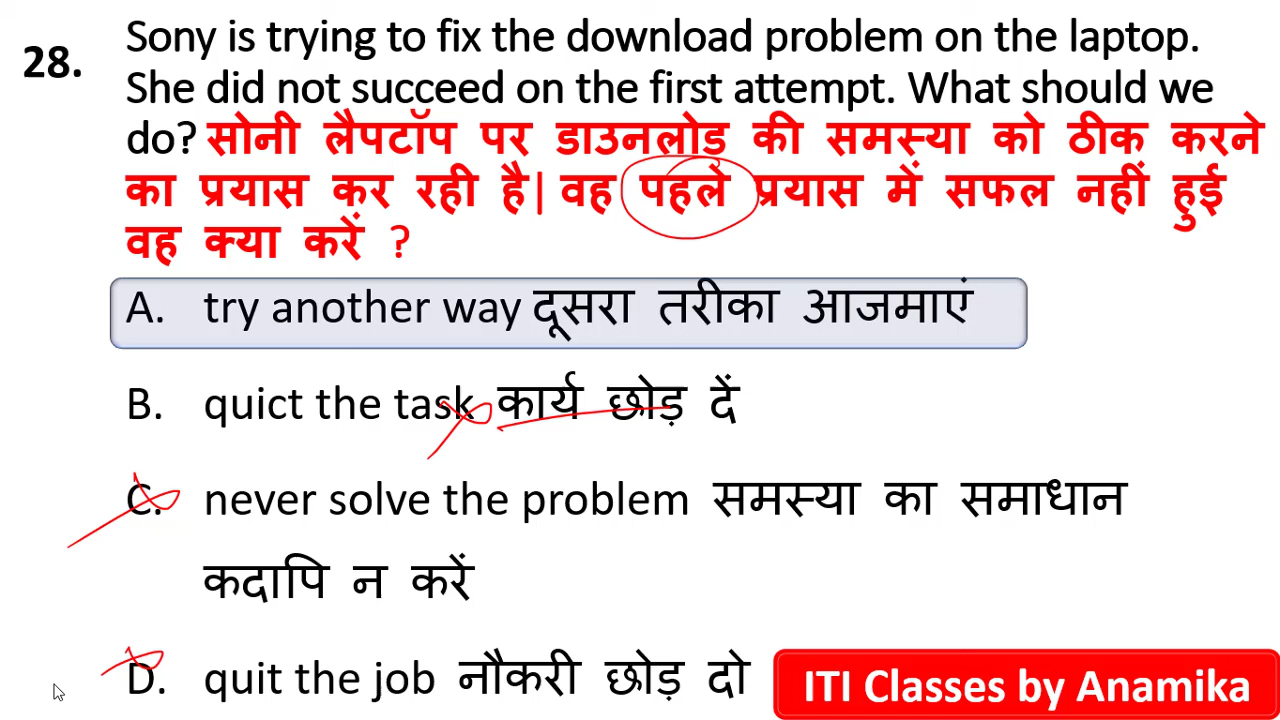 28. Sony is trying to fix the download problem on the laptop.
She did not succeed on the first attempt. What should we
do? सोनी लैपटॉप पर डाउनलोड की समस्या को ठीक करने
का प्रयास कर रही है| वह पहले प्रयास में सफल नहीं हुई
वह क्या करें ?
A. try another way दूसरा तरीका आजमाएं
B. quict the task कार्य छोड़ दें
C. never solve the problem समस्या का समाधान
कदापि न करें
D. quit the job नौकरी छोड़ दो
ITI Classes by Anamika